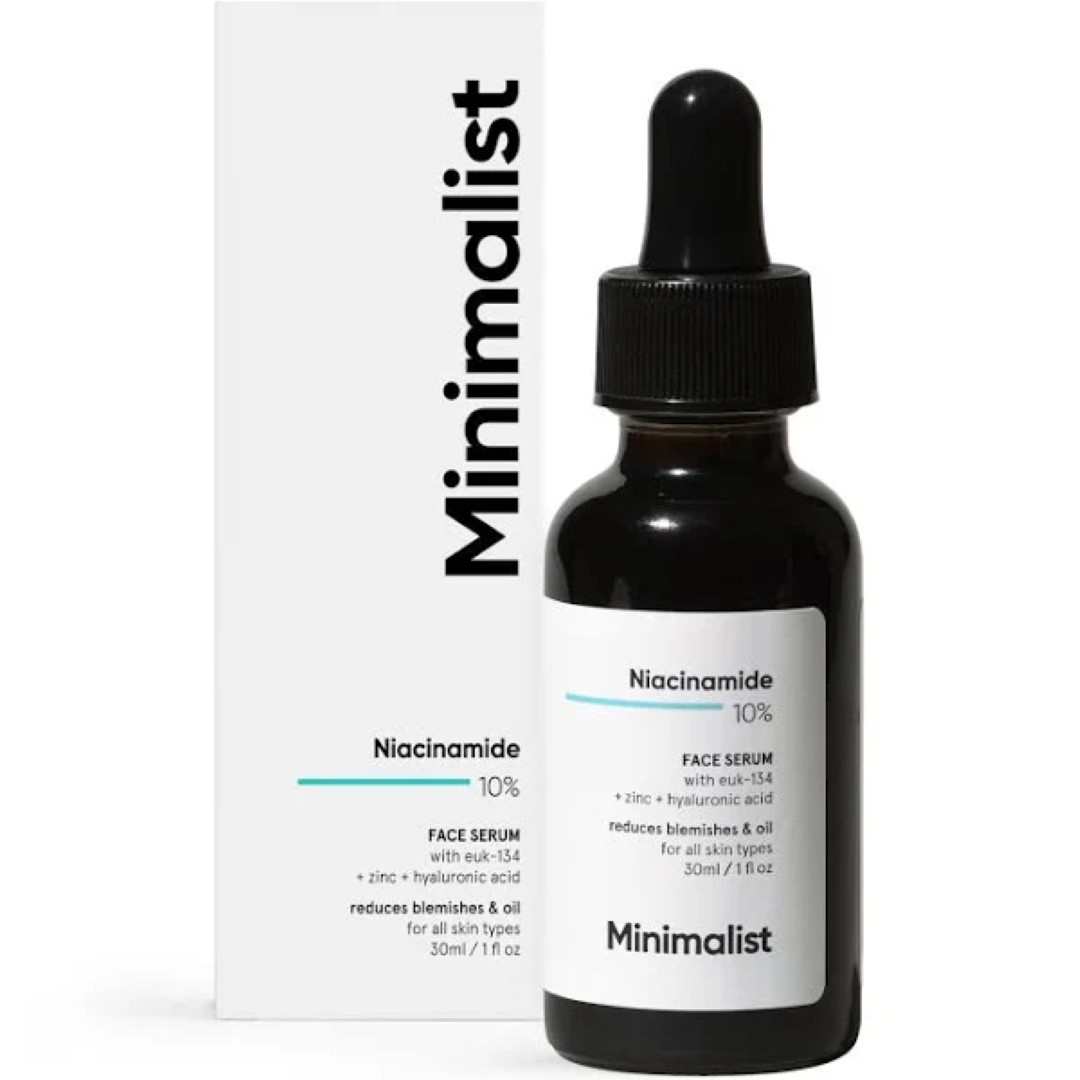 Minimalist
Niacinamide
10%
FACE SERUM
with euk-134
+ zinc + hyaluronic acid
reduces blemishes & oil
for all skin types
30ml / 1 fl oz
Niacinamide
10%
FACE SERUM
with euk-134
+ zinc + hyaluronic acid
reduces blemishes & oil
for all skin types
30ml / 1 fl oz
Minimalist